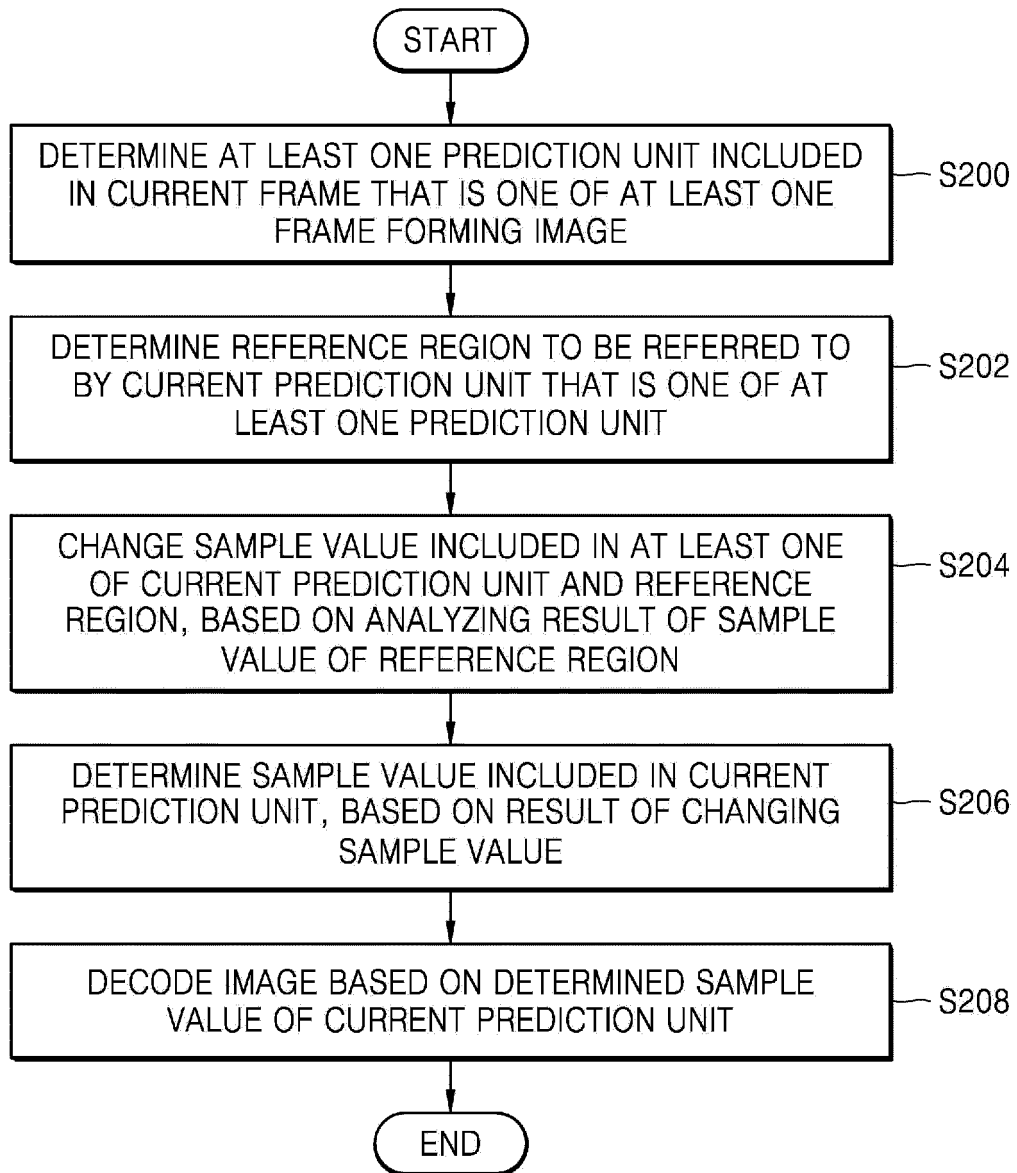 START
DETERMINE AT LEAST ONE PREDICTION UNIT INCLUDED
IN CURRENT FRAME THAT IS ONE OF AT LEAST ONE
FRAME FORMING IMAGE
S200
DETERMINE REFERENCE REGION TO BE REFERRED TO
BY CURRENT PREDICTION UNIT THAT IS ONE OF AT
LEAST ONE PREDICTION UNIT
S202
CHANGE SAMPLE VALUE INCLUDED IN AT LEAST ONE
OF CURRENT PREDICTION UNIT AND REFERENCE
REGION, BASED ON ANALYZING RESULT OF SAMPLE
VALUE OF REFERENCE REGION
S204
DETERMINE SAMPLE VALUE INCLUDED IN CURRENT
PREDICTION UNIT, BASED ON RESULT OF CHANGING
SAMPLE VALUE
S206
DECODE IMAGE BASED ON DETERMINED SAMPLE
VALUE OF CURRENT PREDICTION UNIT
S208
END